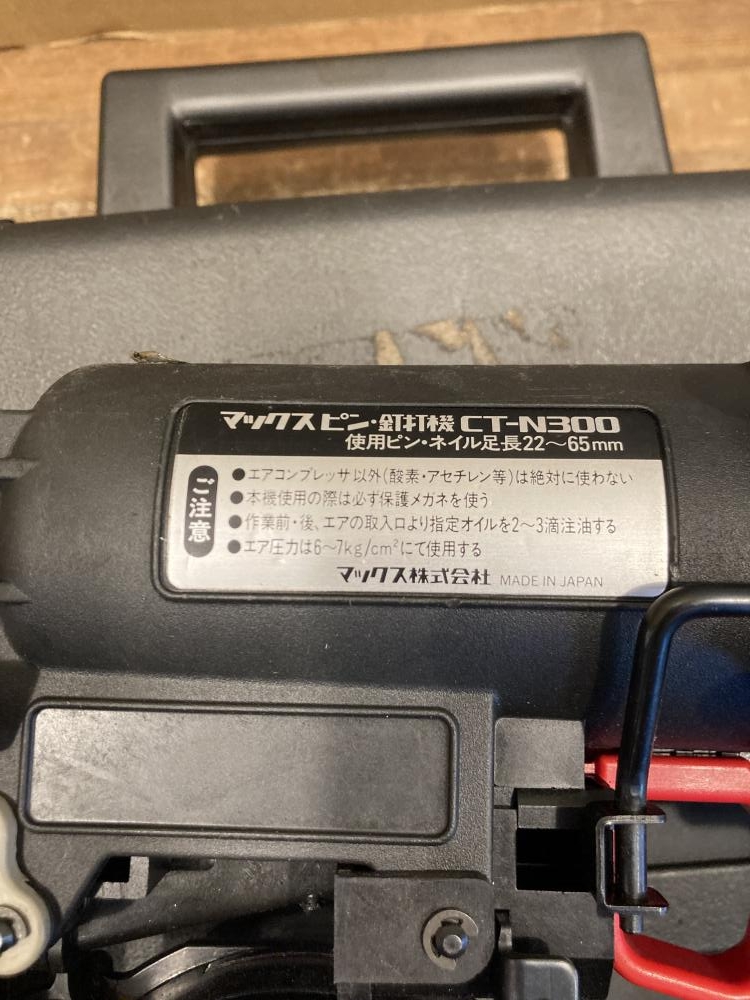 マックスピン・釘打機 CT-N300
使用ピン・ネイル足長22〜65mm
ご注意
●エアコンプレッサ以外(酸素・アセチレン等)は絶対に使わない
●本機使用の際は必ず保護メガネを使う
●作業前・後、エアの取入口より指定オイルを2〜3滴注油する
●エア圧力は6〜7kg/cm²にて使用する
マックス株式会社 MADE IN JAPAN